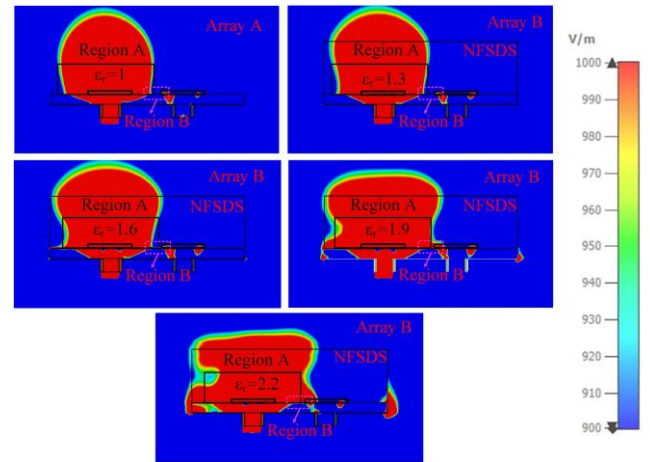 Array A
Region A
εr=1
Region B
Array B
NFSDS
Region A
εr=1.3
Region B
Array B
NFSDS
Region A
εr=1.6
Region B
Array B
NFSDS
Region A
εr=1.9
Region B
Array B
NFSDS
Region A
εr=2.2
Region B
V/m
1000
990
980
970
960
950
940
930
920
910
900